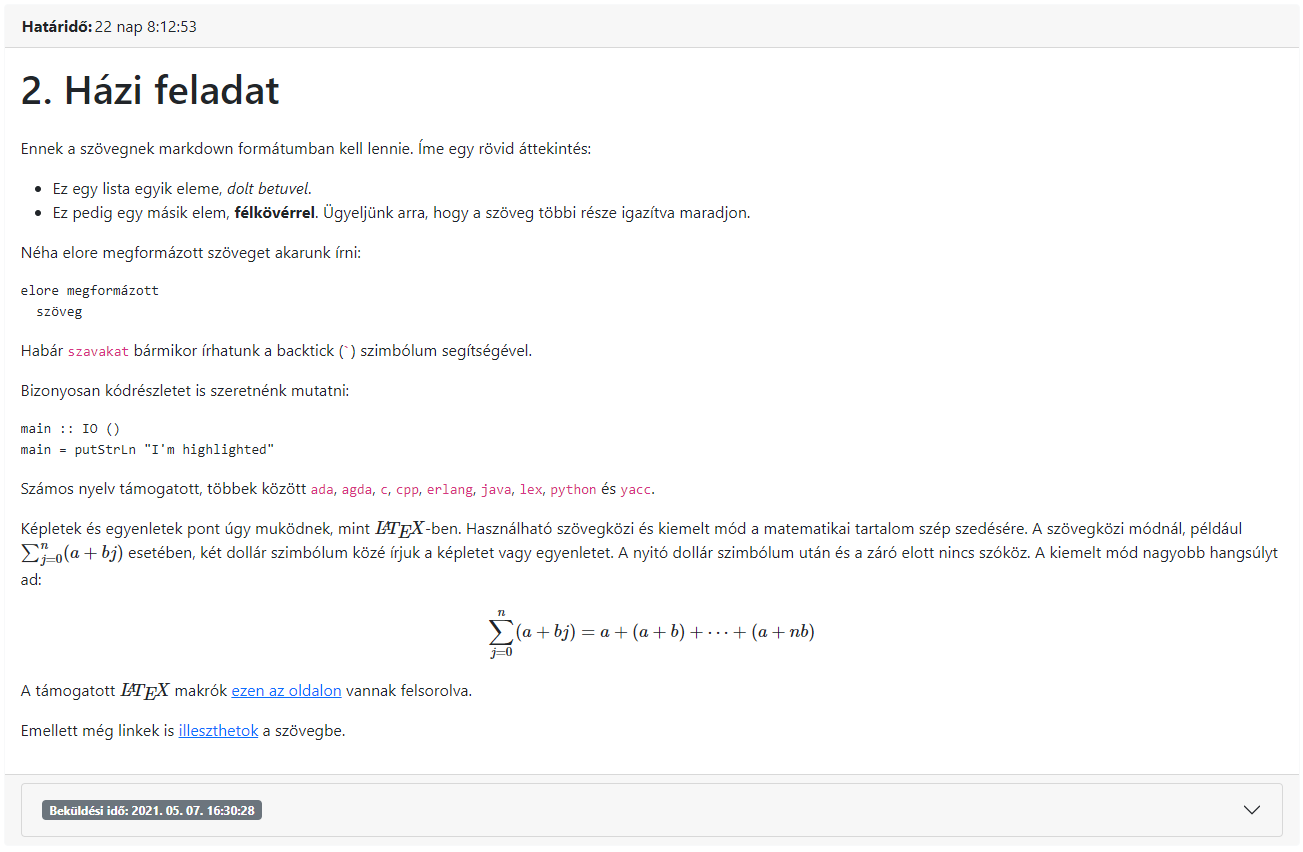 Határidő: 22 nap 8:12:53
2. Házi feladat
Ennek a szövegnek markdown formátumban kell lennie. Íme egy rövid áttekintés:
• Ez egy lista egyik eleme, dolt betuvel.
• Ez pedig egy másik elem, félkövérrel. Ügyeljünk arra, hogy a szöveg többi része igazítva maradjon.
Néha elore megformázott szöveget akarunk írni:
elore megformázott
  szöveg
Habár szavakat bármikor írhatunk a backtick (`) szimbólum segítségével.
Bizonyosan kódrészletet is szeretnénk mutatni:
main :: IO ()
main = putStrLn "I'm highlighted"
Számos nyelv támogatott, többek között ada, agda, c, cpp, erlang, java, lex, python és yacc.
Képletek és egyenletek pont úgy muködnek, mint LATEX-ben. Használható szövegközi és kiemelt mód a matematikai tartalom szép szedésére. A szövegközi módnál, például
∑ⁿⱼ₌₀(a + bj) esetében, két dollár szimbólum közé írjuk a képletet vagy egyenletet. A nyitó dollár szimbólum után és a záró elott nincs szóköz. A kiemelt mód nagyobb hangsúlyt
ad:
∑ⁿⱼ₌₀(a + bj) = a + (a + b) + ⋯ + (a + nb)
A támogatott LATEX makrók ezen az oldalon vannak felsorolva.
Emellett még linkek is illeszthetok a szövegbe.
Beküldési idő: 2021. 05. 07. 16:30:28